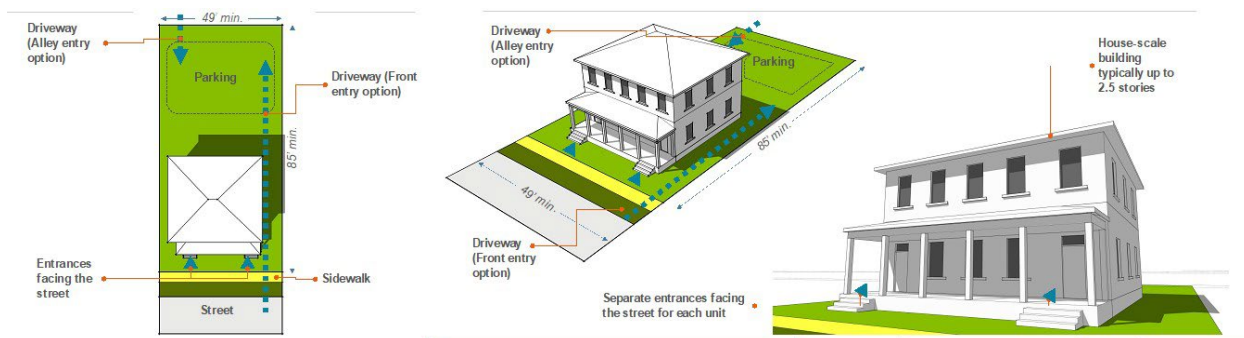 49' min.
Driveway
(Alley entry
option)
Parking
Driveway (Front
entry option)
85' min.
Entrances
facing the
street
Sidewalk
Street
Driveway
(Alley entry
option)
Parking
85' min.
49' min.
Driveway
(Front entry
option)
House-scale
building
typically up to
2.5 stories
Separate entrances facing
the street for each unit